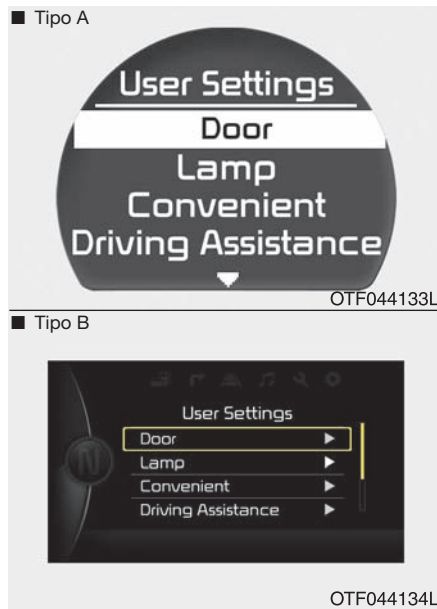 ■ Tipo A
User Settings
Door
Lamp
Convenient
Driving Assistance
OTF044133L
■ Tipo B
User Settings
Door
Lamp
Convenient
Driving Assistance
N
OTF044134L